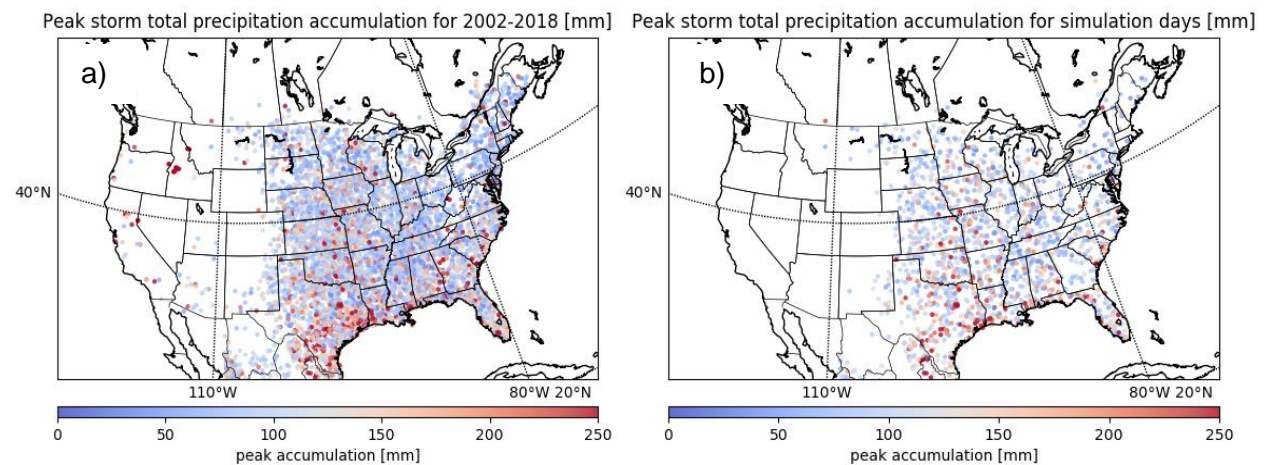 Peak storm total precipitation accumulation for 2002-2018 [mm]
a)
40°N
110°W
80°W 20°N
0 50 100 150 200 250
peak accumulation [mm]
Peak storm total precipitation accumulation for simulation days [mm]
b)
40°N
110°W
80°W 20°N
0 50 100 150 200 250
peak accumulation [mm]